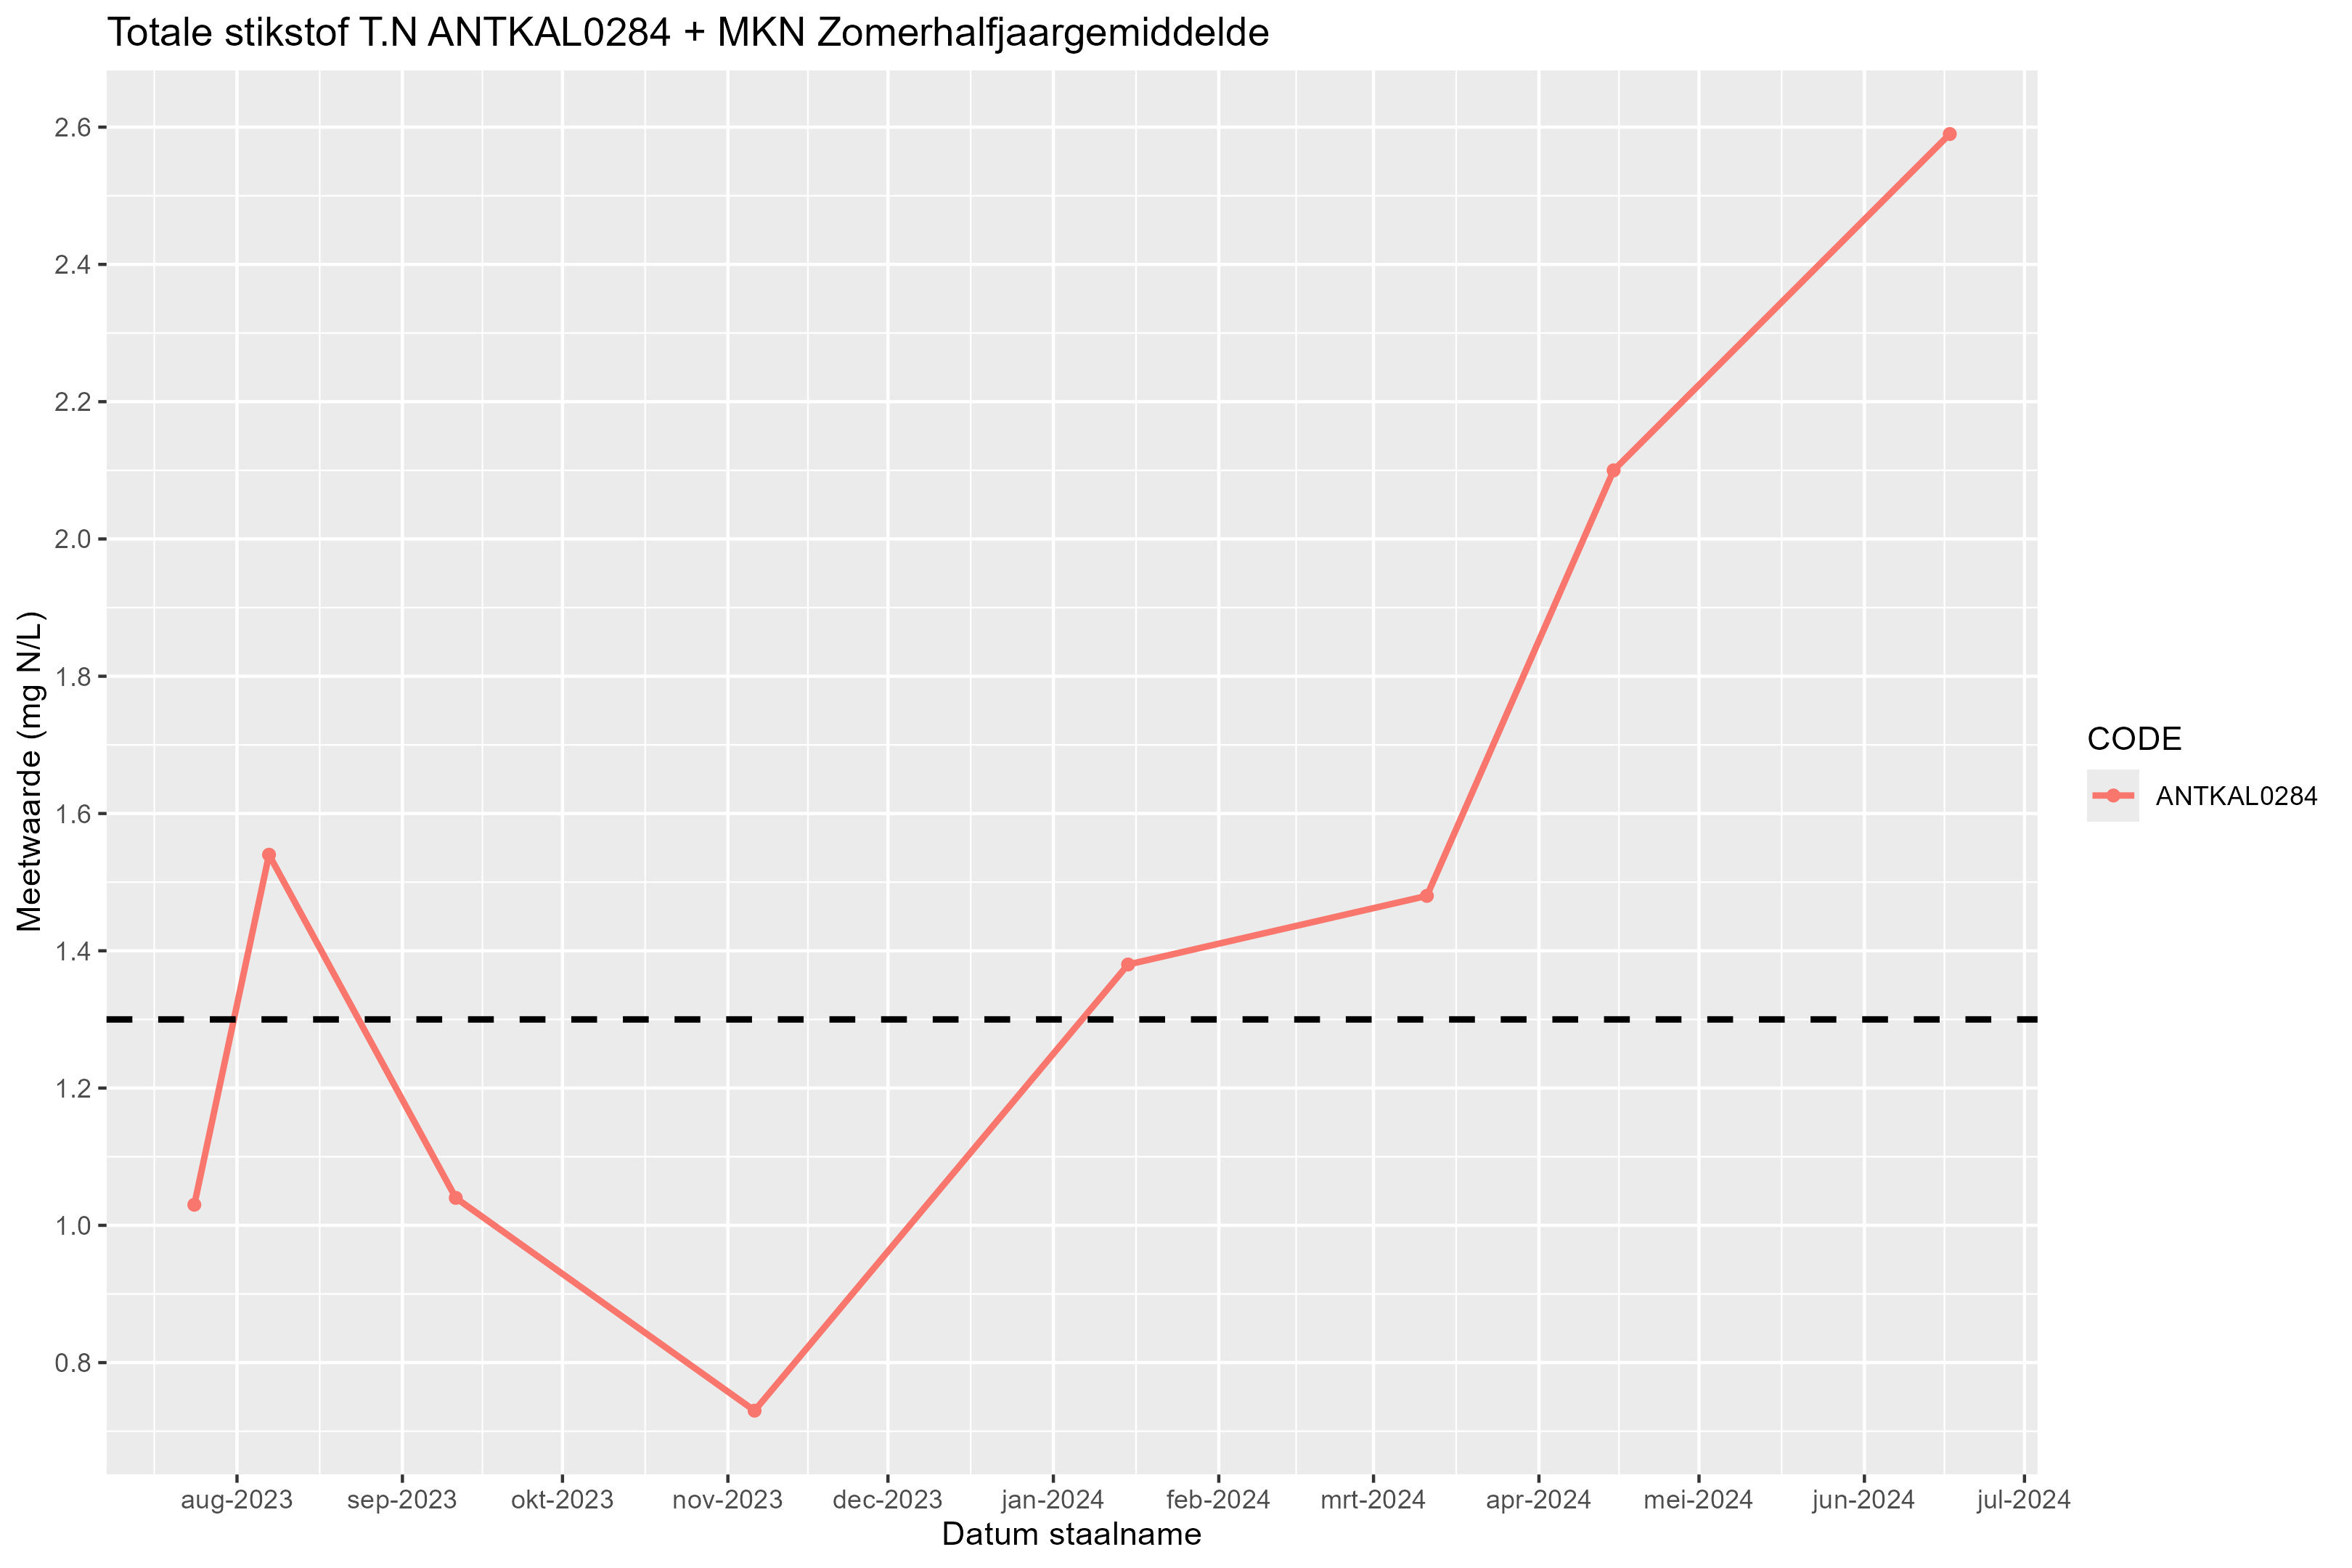 Totale stikstof T.N ANTKAL0284 + MKN Zomerhalfjaargemiddelde
Meetwaarde (mg N/L)
2.6
2.4
2.2
2.0
1.8
1.6
1.4
1.2
1.0
0.8
aug-2023 sep-2023 okt-2023 nov-2023 dec-2023 jan-2024 feb-2024 mrt-2024 apr-2024 mei-2024 jun-2024 jul-2024
Datum staalname
CODE
ANTKAL0284